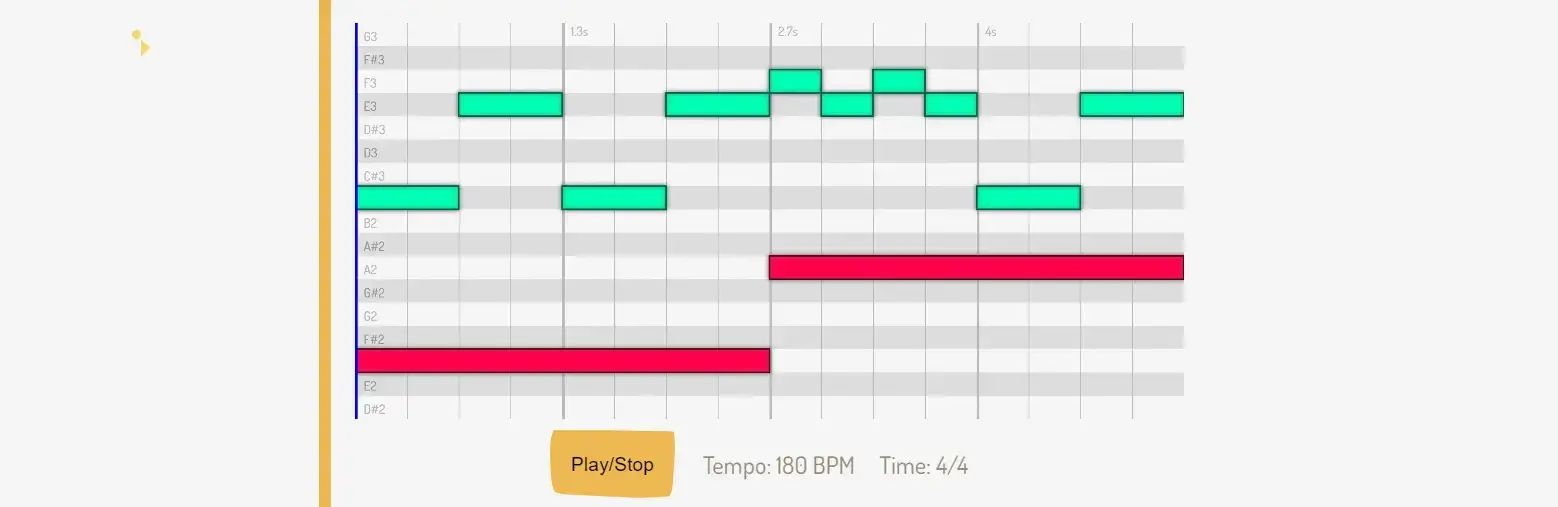 1.3s 2.7s 4s
G3
F#3
F3
E3
D#3
D3
C#3
B2
A#2
A2
G#2
G2
F#2
E2
D#2
Play/Stop Tempo: 180 BPM Time: 4/4